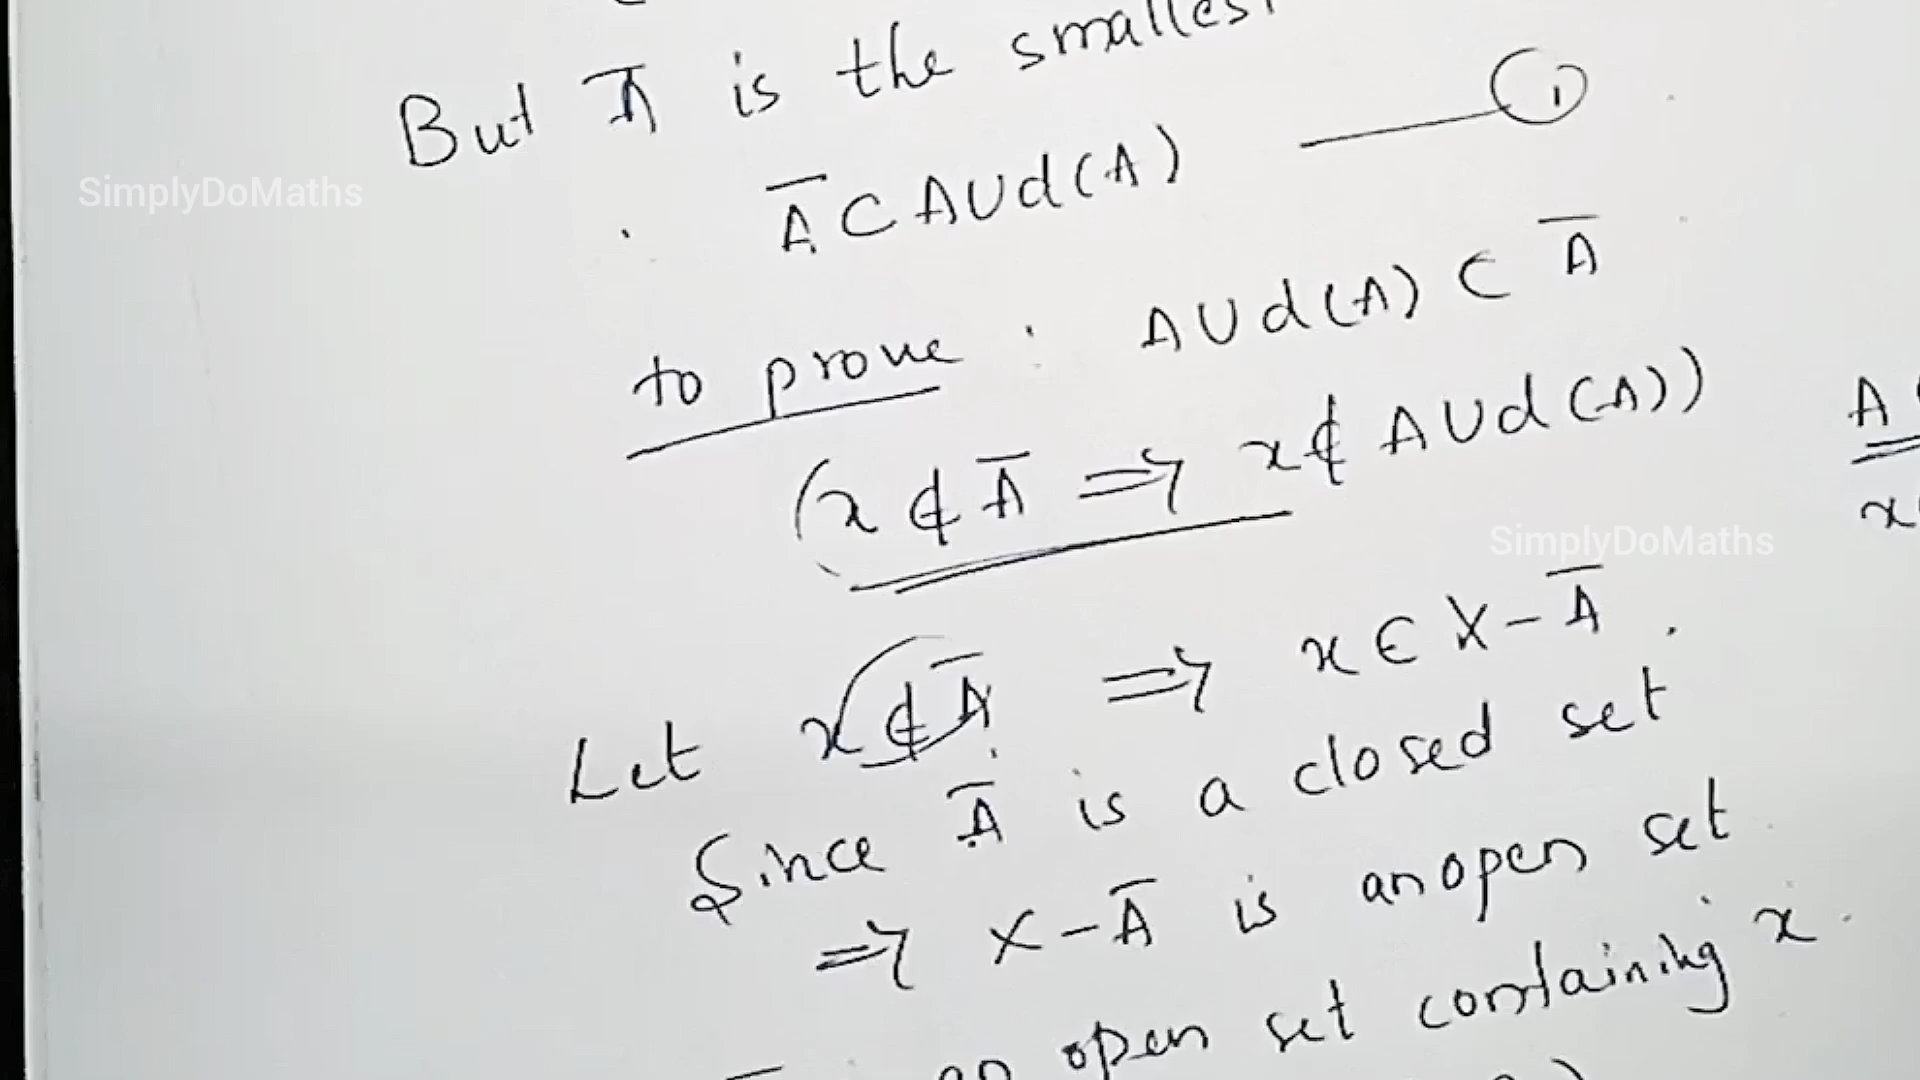 But A̅ is the smallest
①
SimplyDoMaths
A̅ ⊂ A∪d(A)
to prove : A∪d(A) ⊂ A̅
(x ∉ A̅ ⇒ x ∉ A∪d(A))
A
x
SimplyDoMaths
Let x ∉ A̅ ⇒ x ∈ X - A̅ .
Since A̅ is a closed set
⇒ X - A̅ is an open set
an open set containing x.